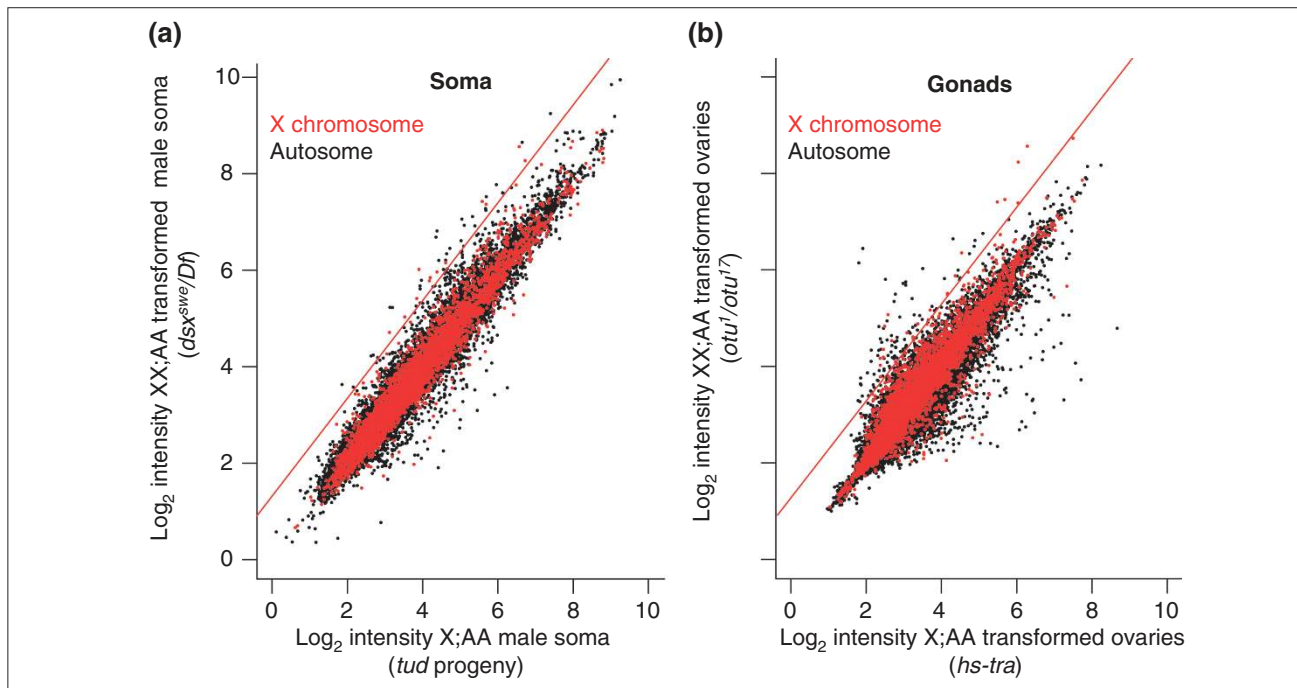 (a)
Soma
X chromosome
Autosome
Log₂ intensity XX;AA transformed male soma
(dsxˢʷᵉ/Df)
10
8
6
4
2
0
0 2 4 6 8 10
Log₂ intensity X;AA male soma
(tud progeny)
(b)
Gonads
X chromosome
Autosome
Log₂ intensity XX;AA transformed ovaries
(otu¹/otu¹⁷)
0 2 4 6 8 10
Log₂ intensity X;AA transformed ovaries
(hs-tra)